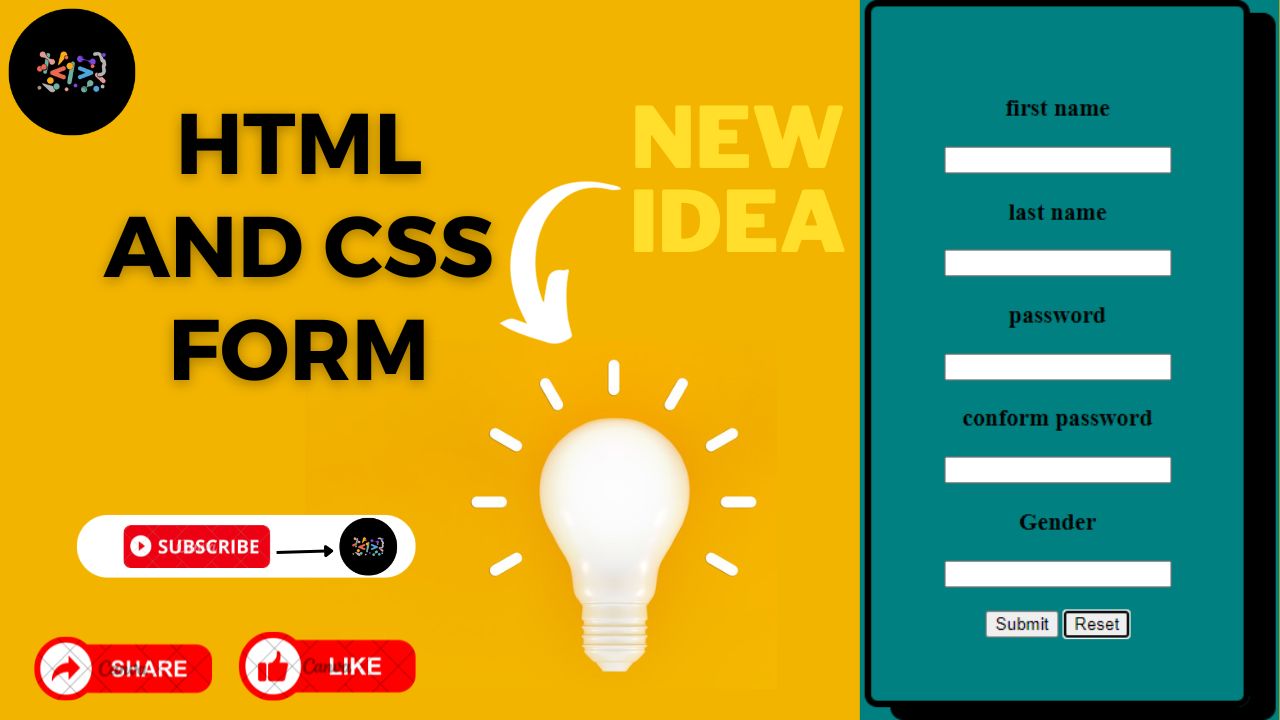 HTML
AND CSS
FORM
NEW
IDEA
SUBSCRIBE
SHARE
LIKE
first name
last name
password
conform password
Gender
Submit Reset